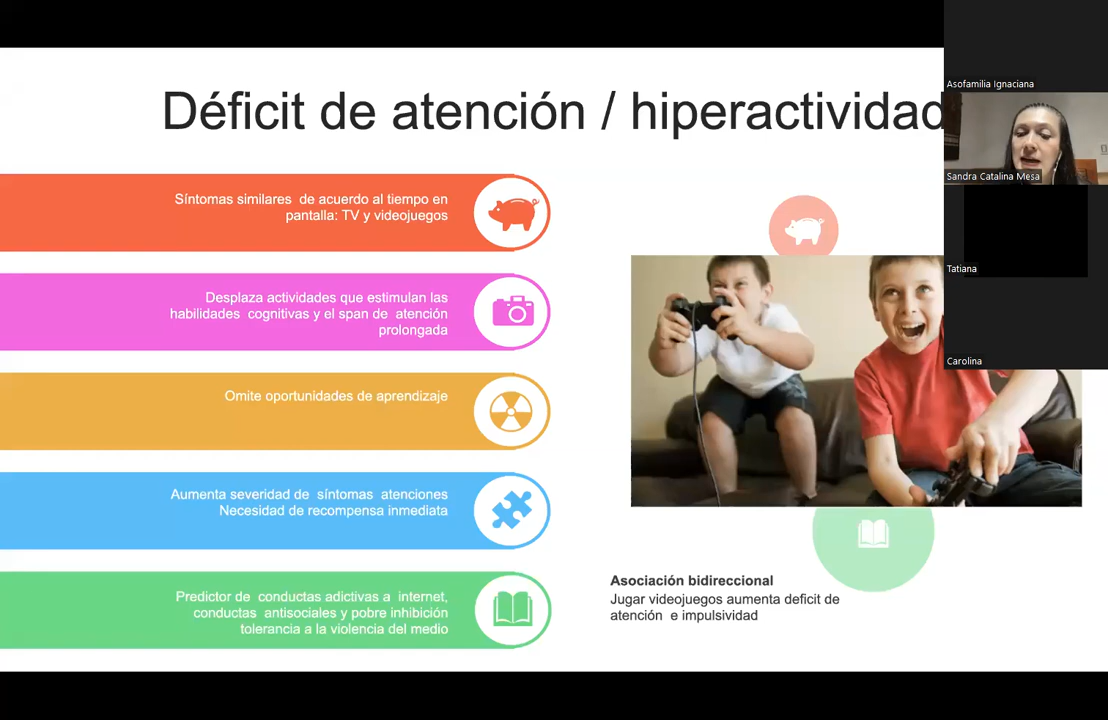 Déficit de atención / hiperactividad
Síntomas similares de acuerdo al tiempo en
pantalla: TV y videojuegos
Desplaza actividades que estimulan las
habilidades cognitivas y el span de atención
prolongada
Omite oportunidades de aprendizaje
Aumenta severidad de síntomas atenciones
Necesidad de recompensa inmediata
Predictor de conductas adictivas a internet,
conductas antisociales y pobre inhibición
tolerancia a la violencia del medio
Asociación bidireccional
Jugar videojuegos aumenta deficit de
atención e impulsividad
Asofamilia Ignaciana
Sandra Catalina Mesa
Tatiana
Carolina